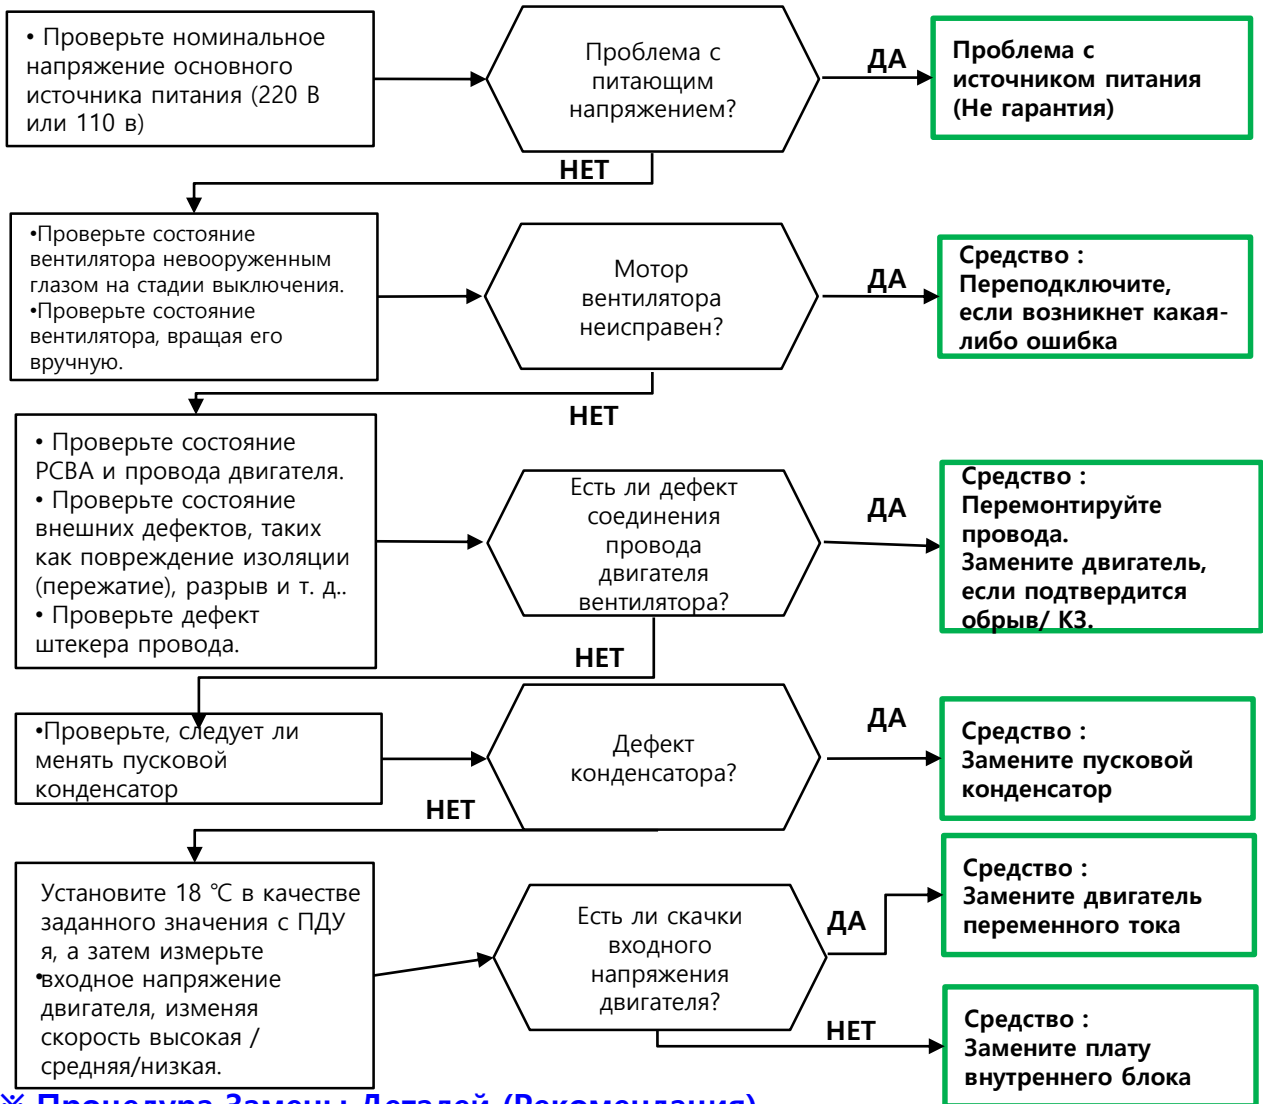 • Проверьте номинальное
напряжение основного
источника питания (220 В
или 110 в)
Проблема с
питающим
напряжением?
ДА
Проблема с
источником питания
(Не гарантия)
НЕТ
•Проверьте состояние
вентилятора невооруженным
глазом на стадии выключения.
•Проверьте состояние
вентилятора, вращая его
вручную.
Мотор
вентилятора
неисправен?
ДА
Средство :
Переподключите,
если возникнет какая-
либо ошибка
НЕТ
• Проверьте состояние
PCBA и провода двигателя.
• Проверьте состояние
внешних дефектов, таких
как повреждение изоляции
(пережатие), разрыв и т. д..
• Проверьте дефект
штекера провода.
Есть ли дефект
соединения
провода
двигателя
вентилятора?
ДА
Средство :
Перемонтируйте
провода.
Замените двигатель,
если подтвердится
обрыв/ КЗ.
НЕТ
•Проверьте, следует ли
менять пусковой
конденсатор
Дефект
конденсатора?
ДА
Средство :
Замените пусковой
конденсатор
НЕТ
Установите 18 ℃ в качестве
заданного значения с ПДУ
я, а затем измерьте
•входное напряжение
двигателя, изменяя
скорость высокая /
средняя/низкая.
Есть ли скачки
входного
напряжения
двигателя?
ДА
Средство :
Замените двигатель
переменного тока
НЕТ
Средство :
Замените плату
внутреннего блока
※ Процедура Замены Деталей (Рекомендация)